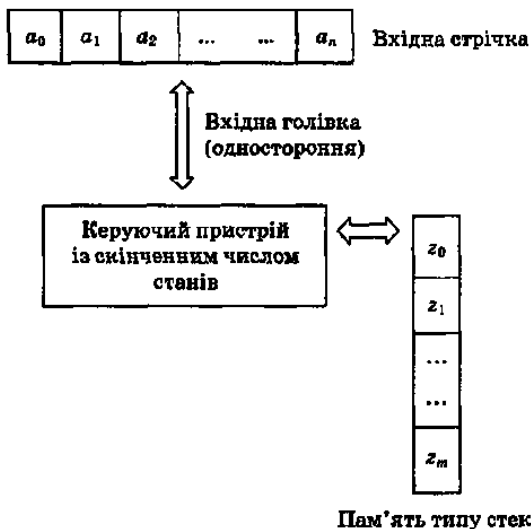 a₀ a₁ a₂ ... ... aₙ Вхідна стрічка
Вхідна голівка
(одностороння)
Керуючий пристрій
із скінченним числом
станів
z₀
z₁
...
...
zₘ
Пам’ять типу стек